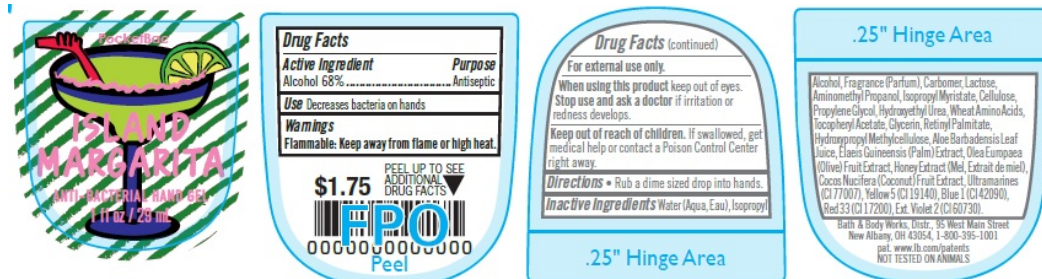 PocketBac
ISLAND
MARGARITA
ANTI-BACTERIAL HAND GEL
1 fl oz / 29 mL
Drug Facts
Active Ingredient Purpose
Alcohol 68%........................Antiseptic
Use Decreases bacteria on hands
Warnings
Flammable: Keep away from flame or high heat.
$1.75
PEEL UP TO SEE
ADDITIONAL
DRUG FACTS
FPO
0000000000000
Peel
Drug Facts (continued)
For external use only.
When using this product keep out of eyes.
Stop use and ask a doctor if irritation or
redness develops.
Keep out of reach of children. If swallowed, get
medical help or contact a Poison Control Center
right away.
Directions • Rub a dime sized drop into hands.
Inactive Ingredients Water (Aqua, Eau), Isopropyl
.25" Hinge Area
.25" Hinge Area
Alcohol, Fragrance (Parfum), Carbomer, Lactose,
Aminomethyl Propanol, Isopropyl Myristate, Cellulose,
Propylene Glycol, Hydroxyethyl Urea, Wheat Amino Acids,
Tocopheryl Acetate, Glycerin, Retinyl Palmitate,
Hydroxypropyl Methylcellulose, Aloe Barbadensis Leaf
Juice, Elaeis Guineensis (Palm) Extract, Olea Europaea
(Olive) Fruit Extract, Honey Extract (Mel, Extrait de miel),
Cocos Nucifera (Coconut) Fruit Extract, Ultramarines
(CI 77007), Yellow 5 (CI 19140), Blue 1 (CI 42090),
Red 33 (CI 17200), Ext. Violet 2 (CI 60730).
Bath & Body Works, Distr., 95 West Main Street
New Albany, OH 43054, 1-800-395-1001
pat. www.lb.com/patents
NOT TESTED ON ANIMALS